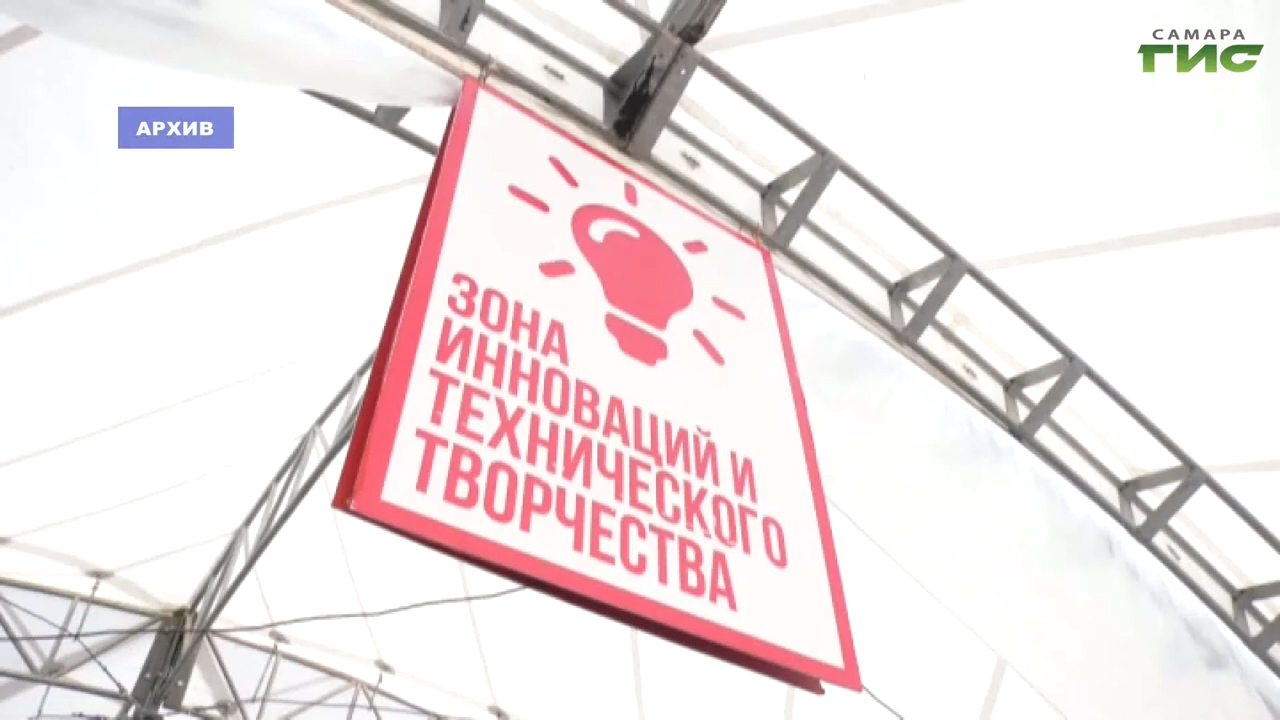 САМАРА
ГИС
АРХИВ
ЗОНА
ИННОВАЦИЙ И
ТЕХНИЧЕСКОГО
ТВОРЧЕСТВА